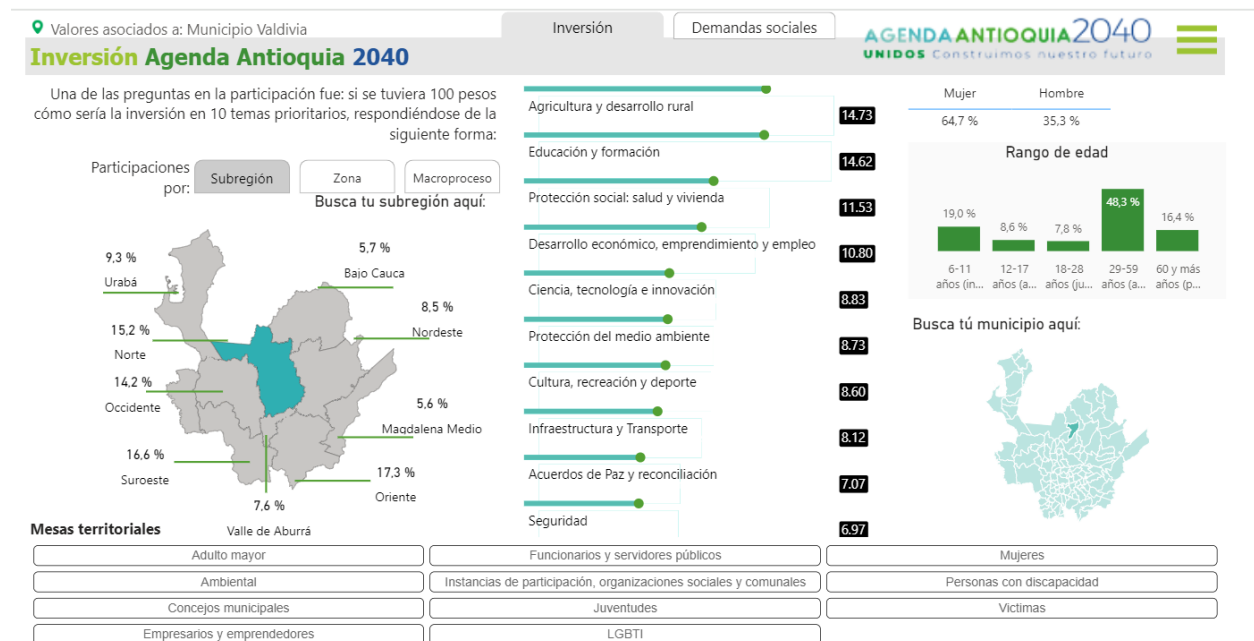 Valores asociados a: Municipio Valdivia
Inversión Agenda Antioquia 2040
Inversión
Demandas sociales
AGENDA ANTIOQUIA 2040
UNIDOS Construimos nuestro futuro
Una de las preguntas en la participación fue: si se tuviera 100 pesos
cómo sería la inversión en 10 temas prioritarios, respondiéndose de la
siguiente forma:
Participaciones
por:
Subregión
Zona
Macroproceso
Busca tu subregión aquí:
9,3 %
Urabá
5,7 %
Bajo Cauca
8,5 %
Nordeste
15,2 %
Norte
14,2 %
Occidente
5,6 %
Magdalena Medio
16,6 %
Suroeste
17,3 %
Oriente
7,6 %
Valle de Aburrá
Agricultura y desarrollo rural
14.73
Educación y formación
14.62
Protección social: salud y vivienda
11.53
Desarrollo económico, emprendimiento y empleo
10.80
Ciencia, tecnología e innovación
8.83
Protección del medio ambiente
8.73
Cultura, recreación y deporte
8.60
Infraestructura y Transporte
8.12
Acuerdos de Paz y reconciliación
7.07
Seguridad
6.97
Mujer Hombre
64,7 % 35,3 %
Rango de edad
19,0 % 8,6 % 7,8 % 48,3 % 16,4 %
6-11 12-17 18-28 29-59 60 y más
años (in... años (a... años (ju... años (a... años (p...
Busca tú municipio aquí:
Mesas territoriales
Adulto mayor
Funcionarios y servidores públicos
Mujeres
Ambiental
Instancias de participación, organizaciones sociales y comunales
Personas con discapacidad
Concejos municipales
Juventudes
Victimas
Empresarios y emprendedores
LGBTI